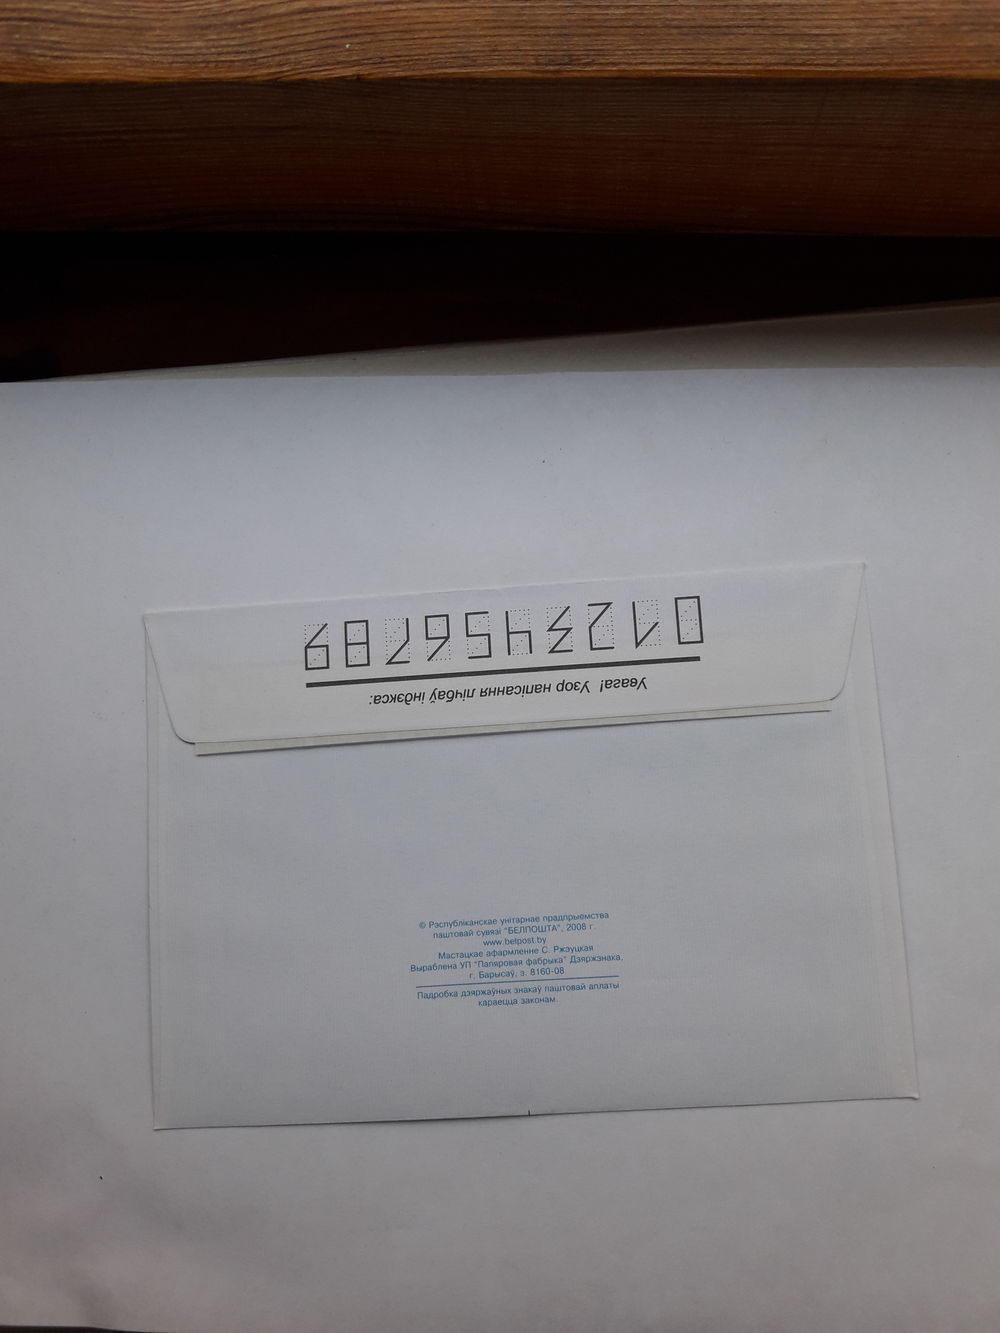 Увага! Узор напісання лічбаў індэкса:
0123456789
© Рэспубліканскае унітарнае прадпрыемства
паштовай сувязі "БЕЛПОШТА", 2008 г.
www.belpost.by
Мастацкае афармленне С. Ржэуцкая
Выраблена УП "Папяровая фабрыка" Дзяржзнака,
г. Барысаў, з. 8160-08
Падробка дзяржаўных знакаў паштовай аплаты
караецца законам.